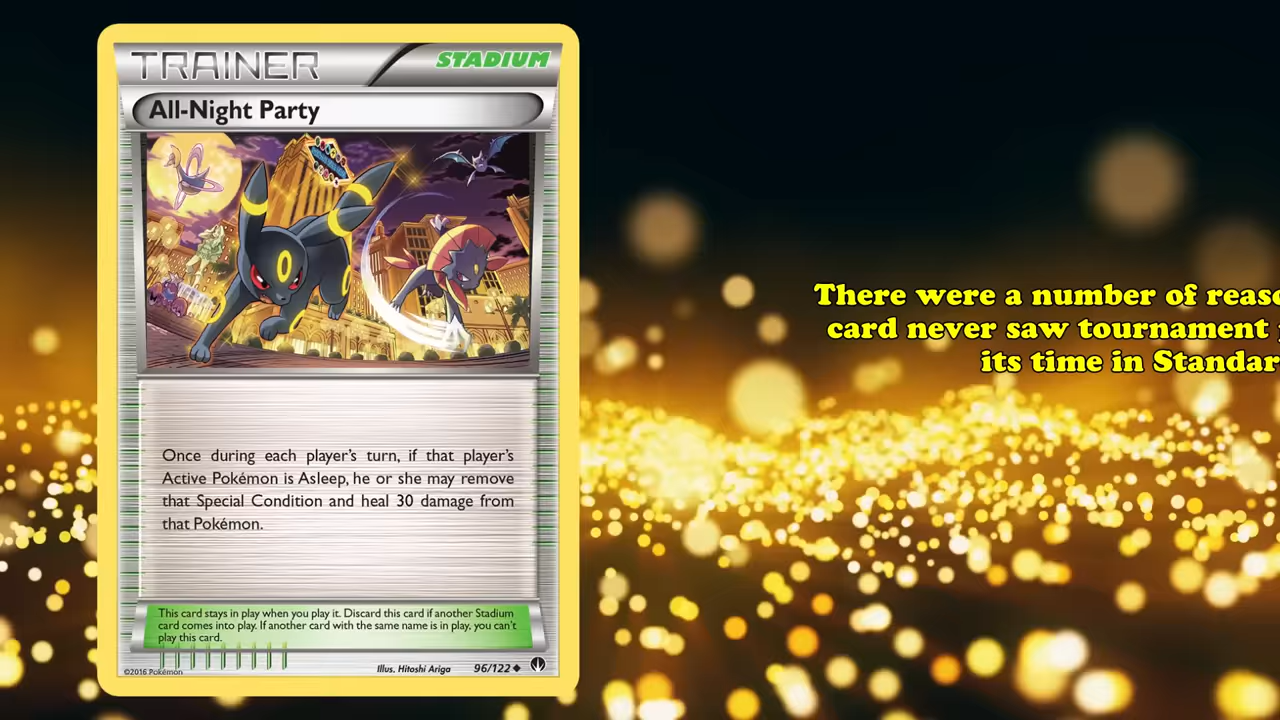 TRAINER
STADIUM
All-Night Party
Once during each player's turn, if that player's
Active Pokémon is Asleep, he or she may remove
that Special Condition and heal 30 damage from
that Pokémon.
This card stays in play when you play it. Discard this card if another Stadium
card comes into play. If another card with the same name is in play, you can't
play this card.
©2016 Pokémon
Illus. Hitoshi Ariga
96/122
There were a number of
card never saw tournament
its time in